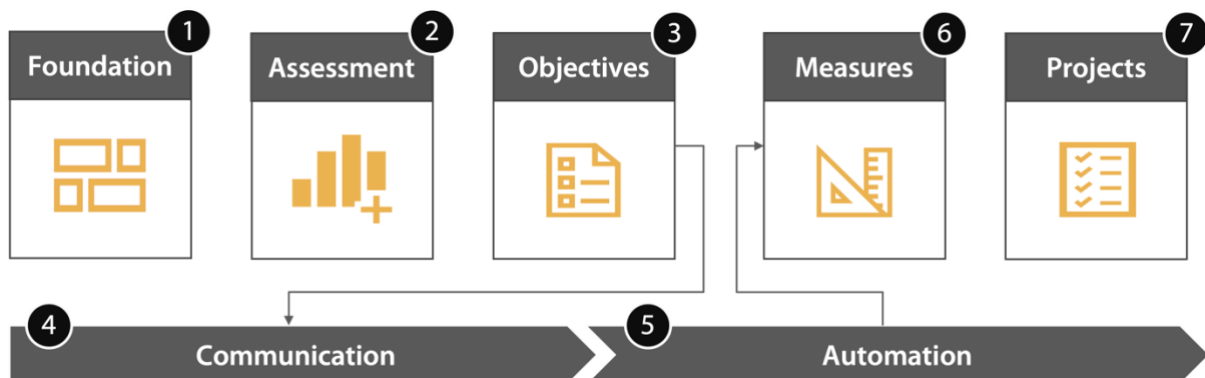 1
Foundation
2
Assessment
3
Objectives
6
Measures
7
Projects
4
Communication
5
Automation